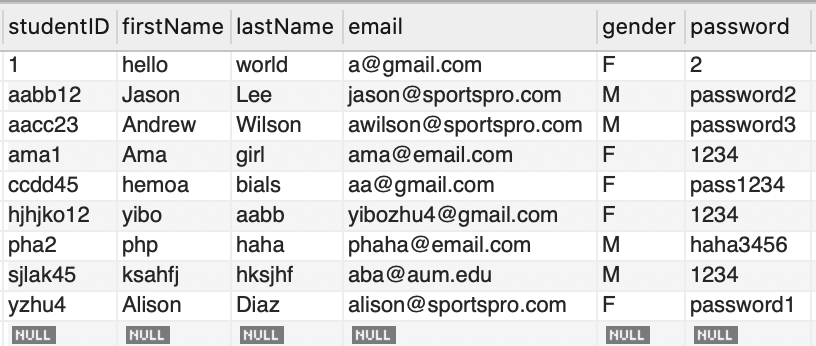 studentID firstName lastName email gender password
1 hello world a@gmail.com F 2
aabb12 Jason Lee jason@sportspro.com M password2
aacc23 Andrew Wilson awilson@sportspro.com M password3
ama1 Ama girl ama@email.com F 1234
ccdd45 hemoa bials aa@gmail.com F pass1234
hjhjko12 yibo aabb yibozhu4@gmail.com F 1234
pha2 php haha phaha@email.com M haha3456
sjlak45 ksahfj hksjhf aba@aum.edu M 1234
yzhu4 Alison Diaz alison@sportspro.com F password1
NULL NULL NULL NULL NULL NULL